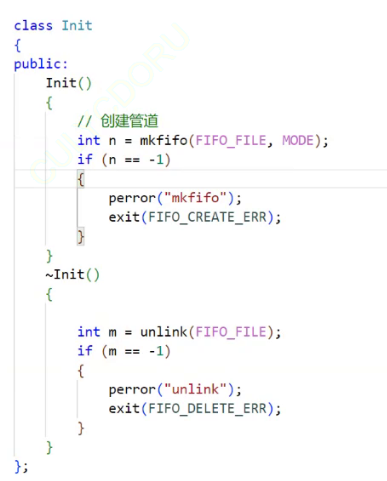 class Init
{
public:
    Init()
    {
        // 创建管道
        int n = mkfifo(FIFO_FILE, MODE);
        if (n == -1)
        {
            perror("mkfifo");
            exit(FIFO_CREATE_ERR);
        }
    }
    ~Init()
    {

        int m = unlink(FIFO_FILE);
        if (m == -1)
        {
            perror("unlink");
            exit(FIFO_DELETE_ERR);
        }
    }
};